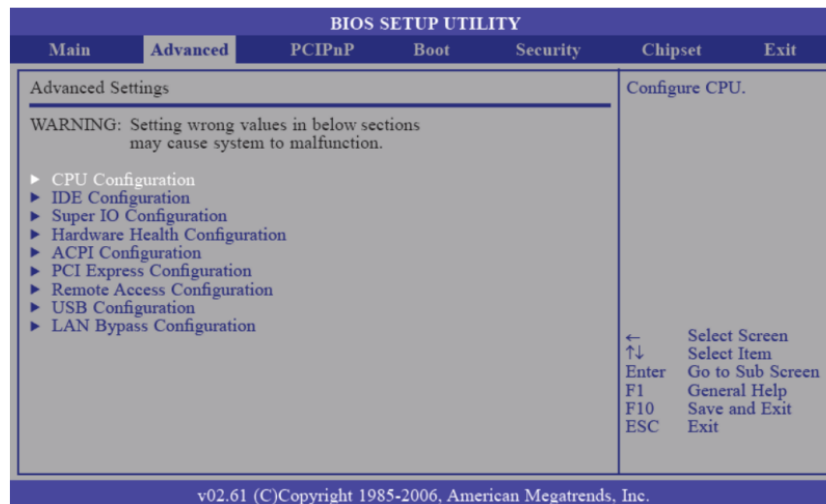 BIOS SETUP UTILITY
Main Advanced PCIPnP Boot Security Chipset Exit
Advanced Settings
WARNING: Setting wrong values in below sections
may cause system to malfunction.
► CPU Configuration
► IDE Configuration
► Super IO Configuration
► Hardware Health Configuration
► ACPI Configuration
► PCI Express Configuration
► Remote Access Configuration
► USB Configuration
► LAN Bypass Configuration
Configure CPU.
← Select Screen
↑↓ Select Item
Enter Go to Sub Screen
F1 General Help
F10 Save and Exit
ESC Exit
v02.61 (C)Copyright 1985-2006, American Megatrends, Inc.